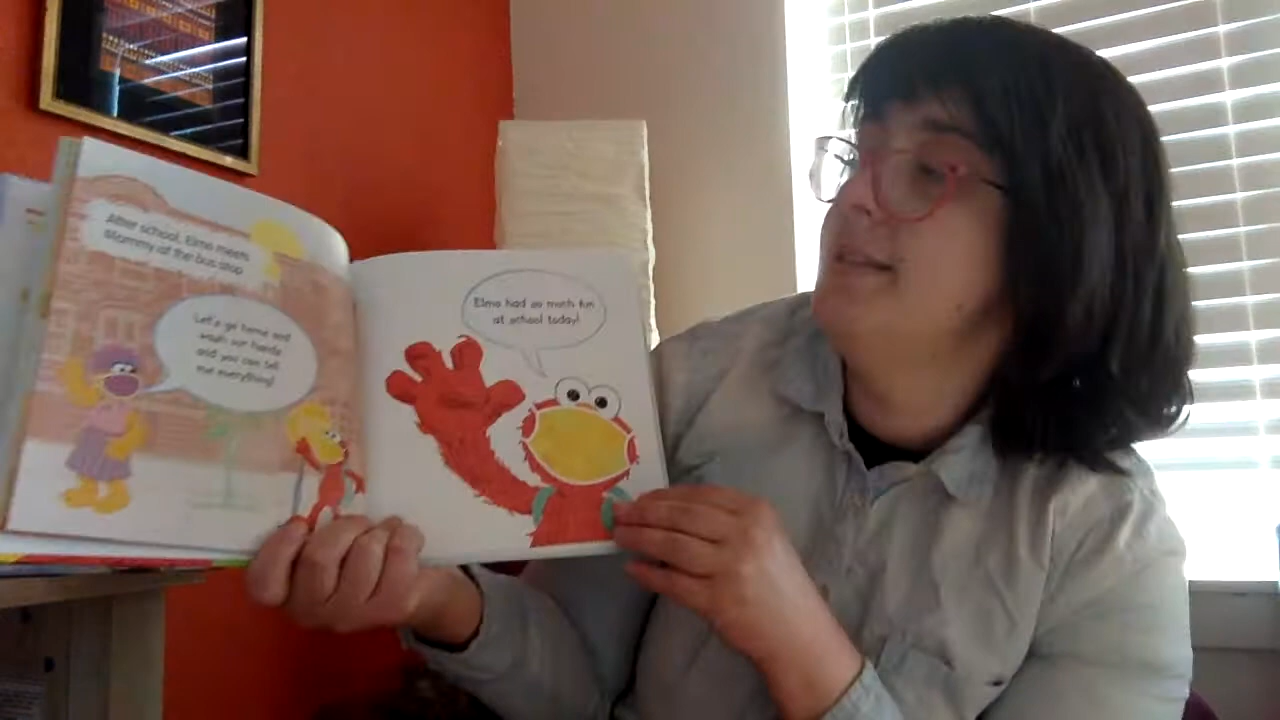 After school, Elmo meets
Mommy at the bus stop
Let's go home and
wash our hands
and you can tell
me everything!
Elmo had so much fun
at school today!